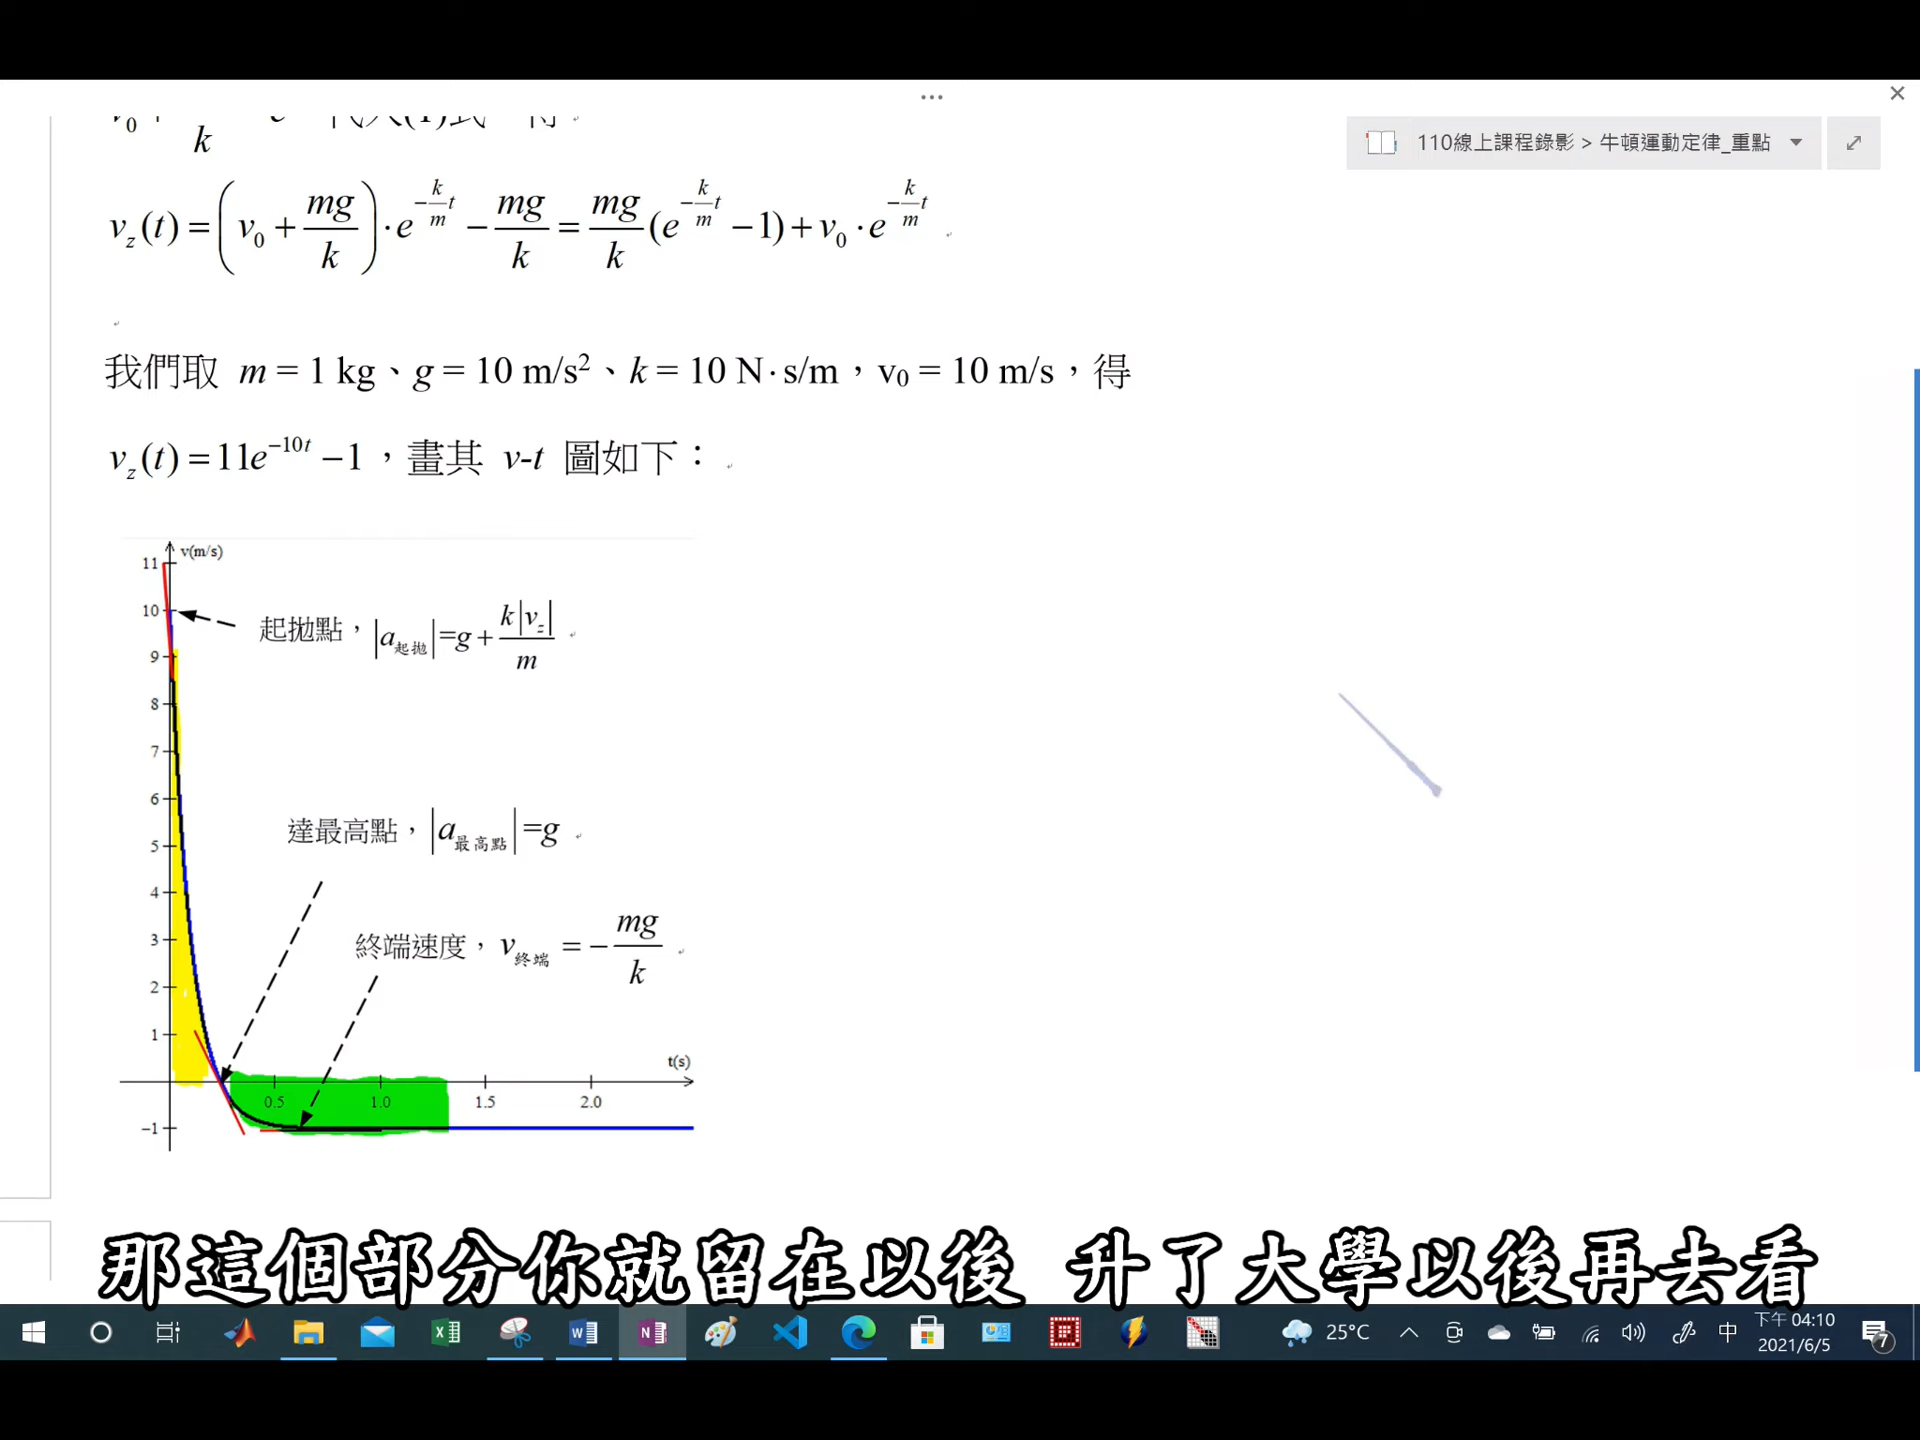 110線上課程錄影 > 牛頓運動定律_重點
v_z(t) = (v_0 + mg/k)·e^{-k/m t} − mg/k = mg/k (e^{-k/m t} − 1) + v_0·e^{-k/m t}
我們取 m = 1 kg、g = 10 m/s²、k = 10 N·s/m，v₀ = 10 m/s，得
v_z(t) = 11e^{−10t} − 1，畫其 v-t 圖如下：
v(m/s)
11
10
9
8
7
6
5
4
3
2
1
−1
起拋點，|a_起拋|=g+k|v_z|/m
達最高點，|a_最高點|=g
終端速度，v_終端 = −mg/k
t(s)
0.5 1.0 1.5 2.0
那這個部分你就留在以後 升了大學以後再去看
25°C
中
下午 04:10
2021/6/5
7